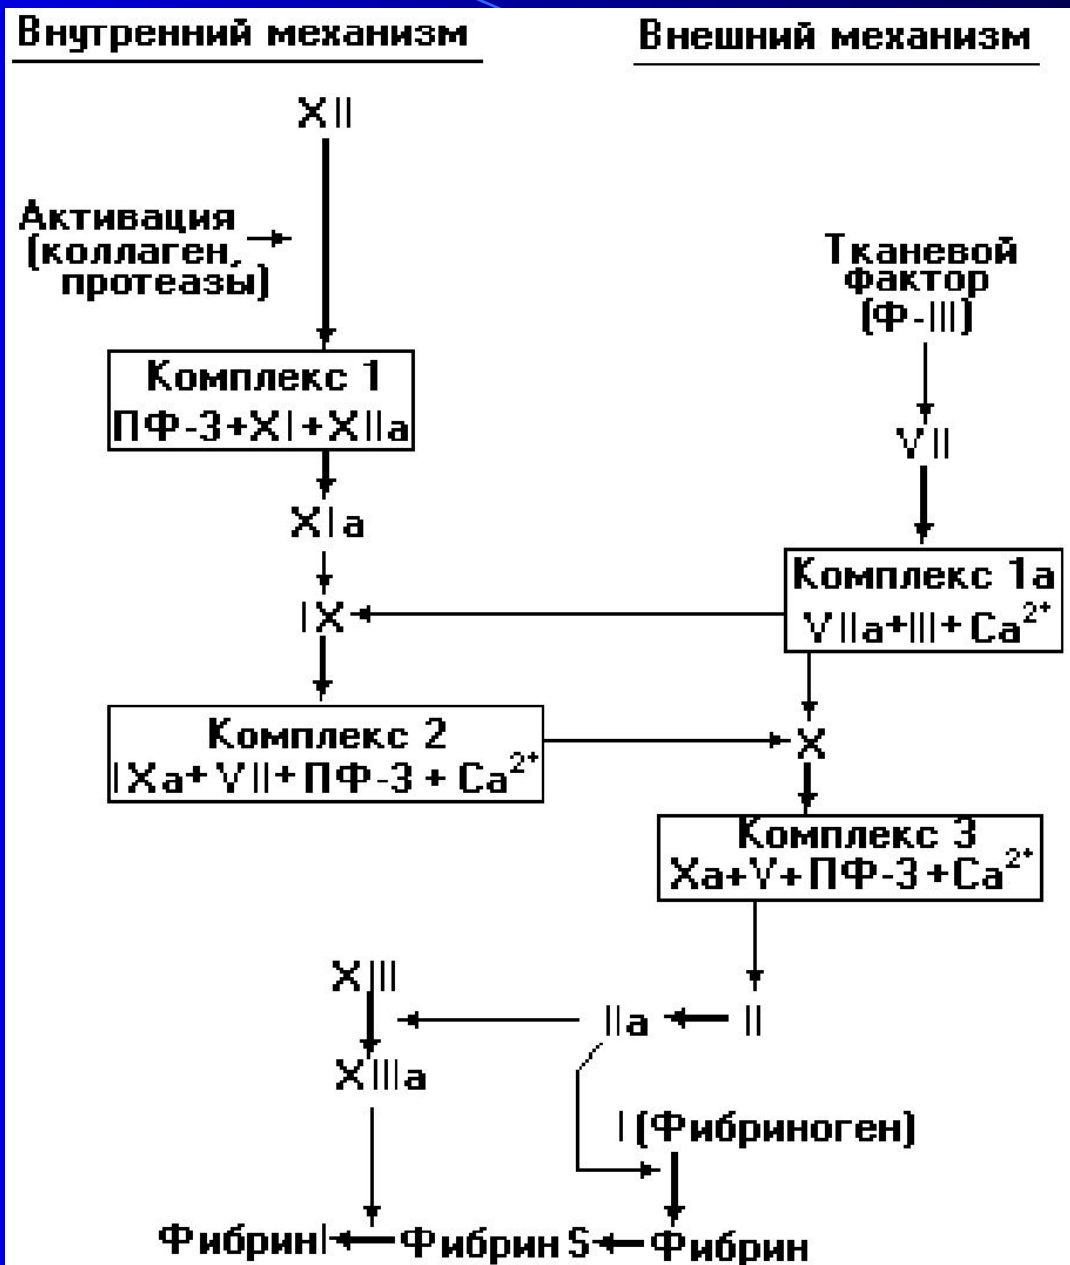 Внутренний механизм
Внешний механизм
XII
Активация
(коллаген,
протеазы)
Тканевой
фактор
(Ф-III)
Комплекс 1
ПФ-3+XI+XIIa
VII
XIa
Комплекс 1а
VIIa+III+Ca²⁺
IX
Комплекс 2
IXa+VII+ПФ-3+Ca²⁺
X
Комплекс 3
Xa+V+ПФ-3+Ca²⁺
XIII
IIa
II
XIIIa
I (Фибриноген)
ФибринI
Фибрин S
Фибрин